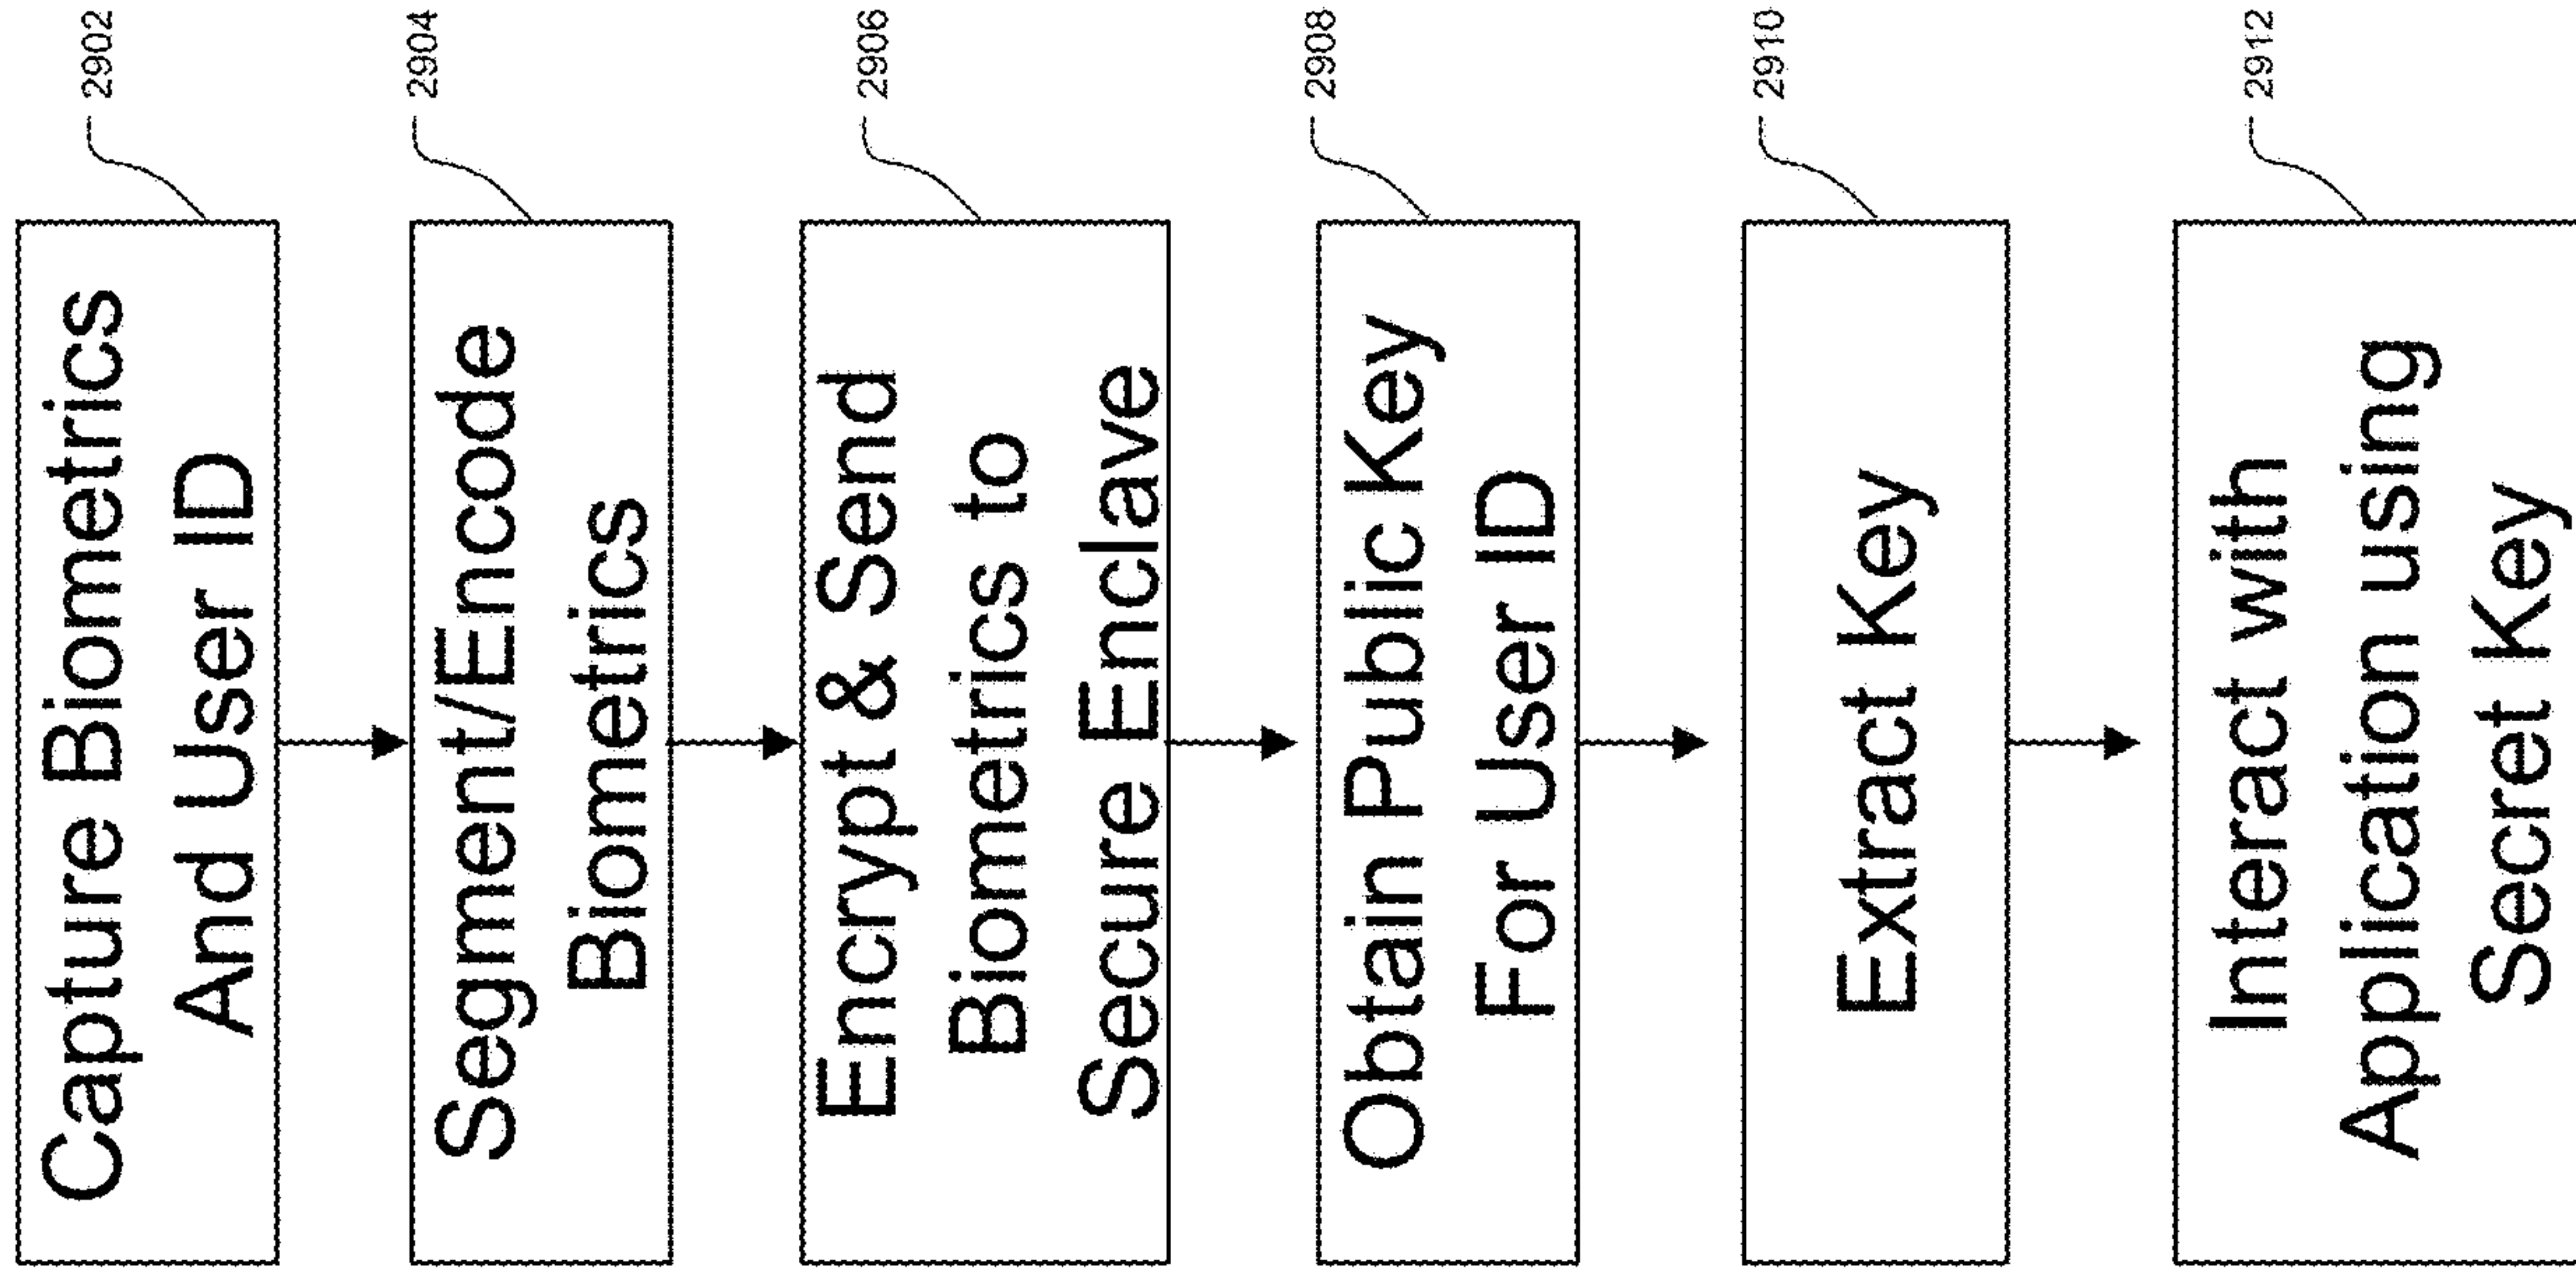 Capture Biometrics
And User ID
2902
Segment/Encode
Biometrics
2904
Encrypt & Send
Biometrics to
Secure Enclave
2906
Obtain Public Key
For User ID
2908
Extract Key
2910
Interact with
Application using
Secret Key
2912